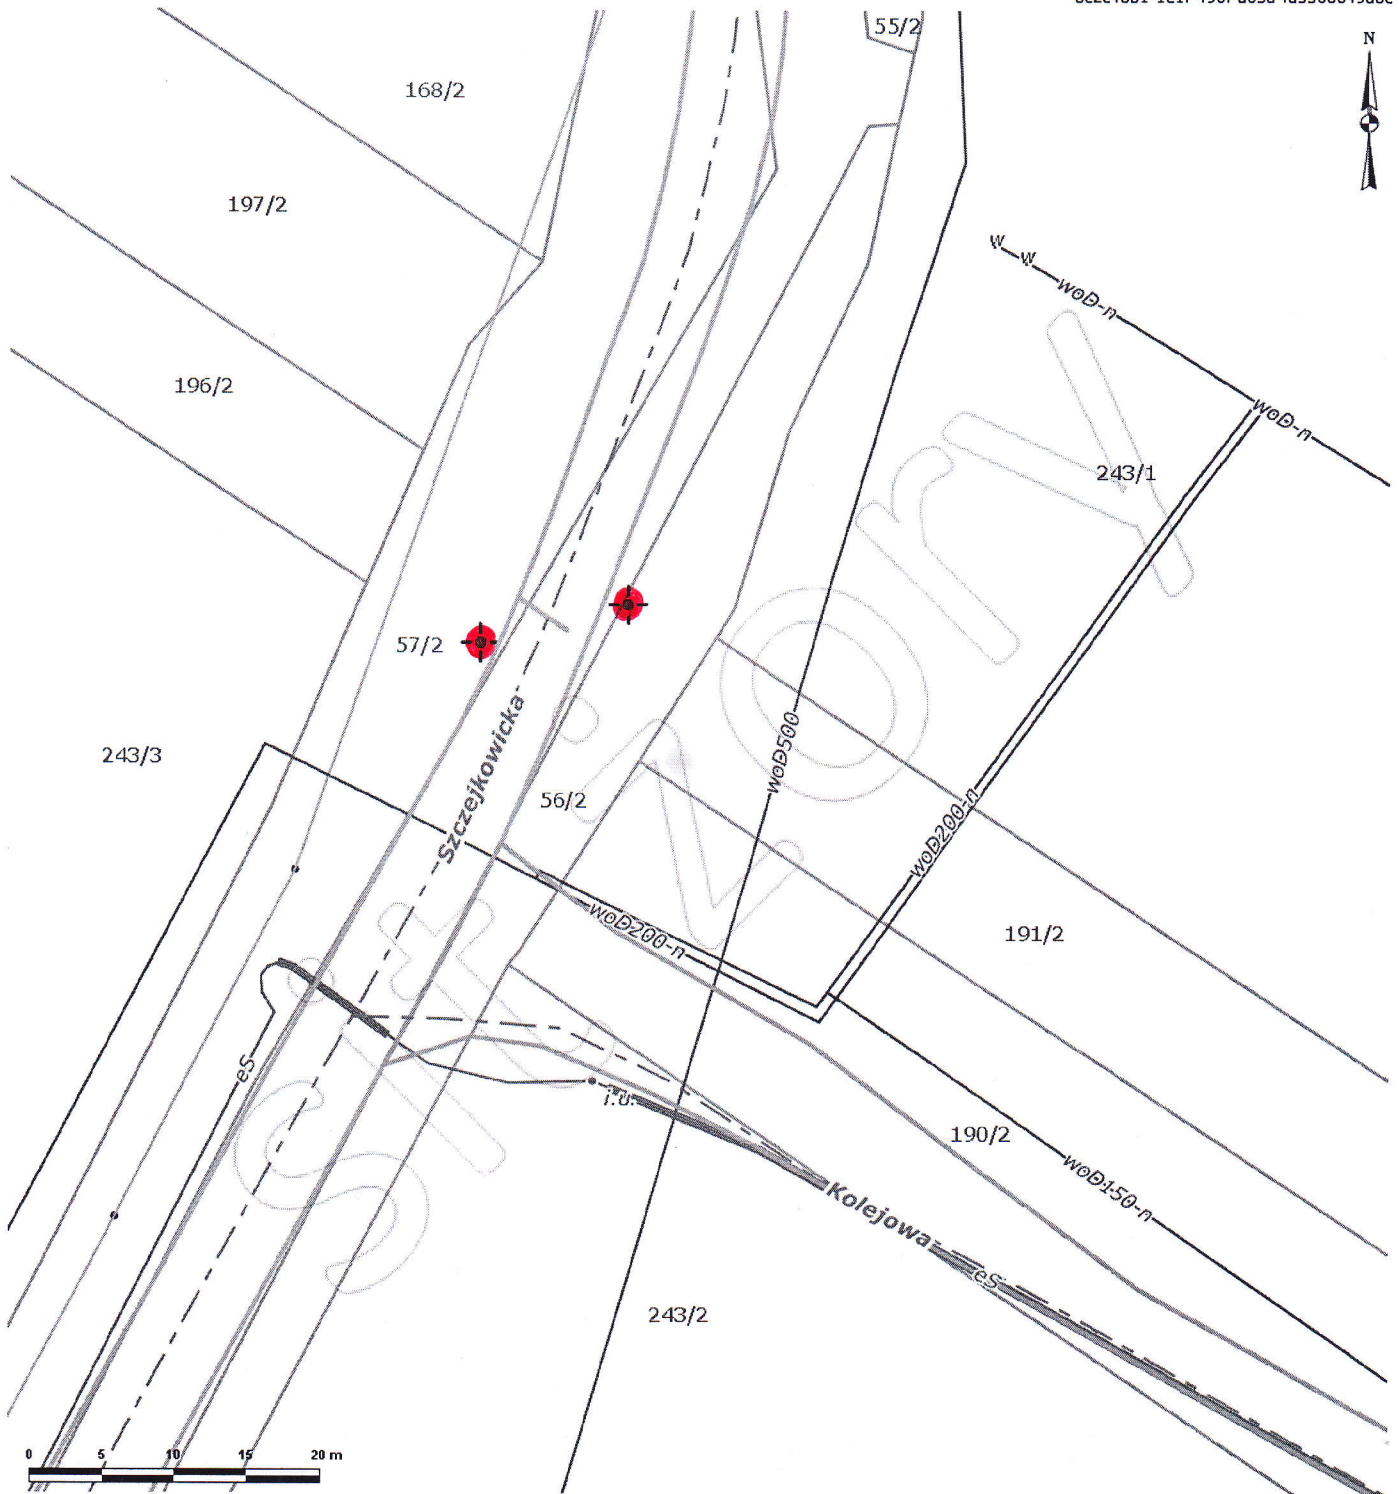 55/2
N
168/2
197/2
w
w
woD-n
196/2
woD-n
243/1
57/2
243/3
Szczejkowicka
woD500
56/2
woD200-n
woD200-n
191/2
eS
i.u.
190/2
woD150-n
Kolejowa
eS
243/2
0 5 10 15 20 m